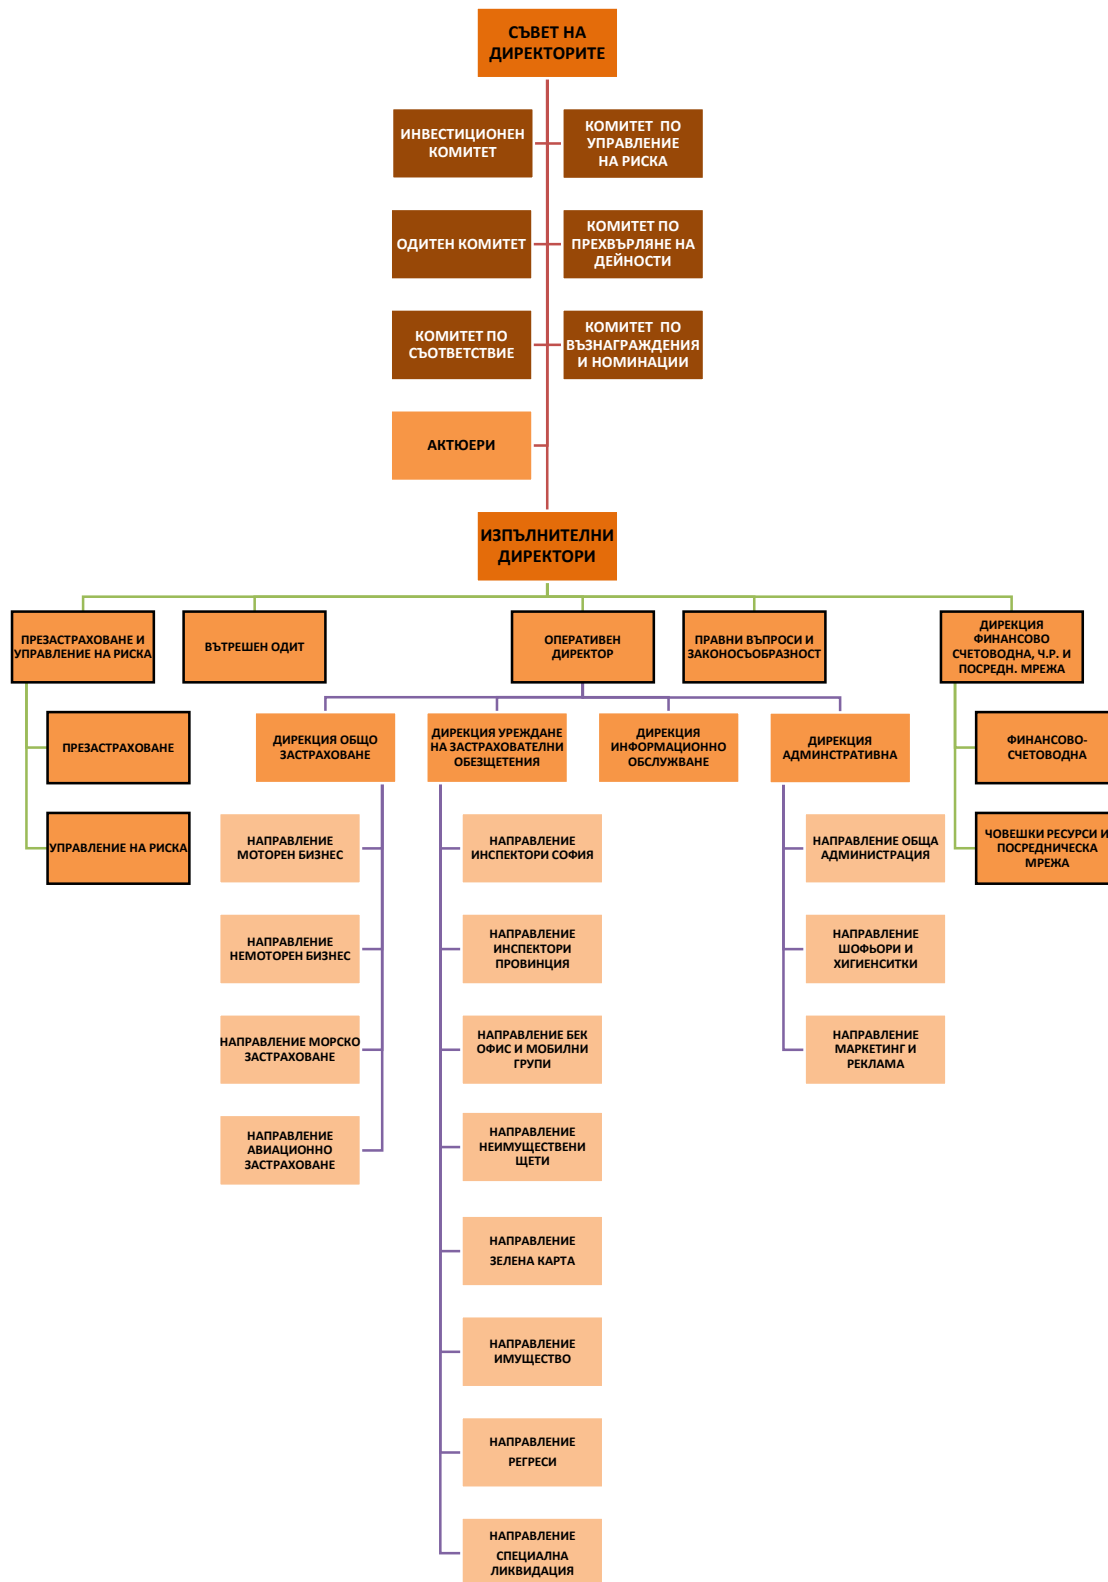 СЪВЕТ НА
ДИРЕКТОРИТЕ
ИНВЕСТИЦИОНЕН
КОМИТЕТ
КОМИТЕТ ПО
УПРАВЛЕНИЕ
НА РИСКА
ОДИТЕН КОМИТЕТ
КОМИТЕТ ПО
ПРЕХВЪРЛЯНЕ НА
ДЕЙНОСТИ
КОМИТЕТ ПО
СЪОТВЕТСТВИЕ
КОМИТЕТ ПО
ВЪЗНАГРАЖДЕНИЯ
И НОМИНАЦИИ
АКТЮЕРИ
ИЗПЪЛНИТЕЛНИ
ДИРЕКТОРИ
ПРЕЗАСТРАХОВАНЕ И
УПРАВЛЕНИЕ НА РИСКА
ВЪТРЕШЕН ОДИТ
ОПЕРАТИВЕН
ДИРЕКТОР
ПРАВНИ ВЪПРОСИ И
ЗАКОНОСЪОБРАЗНОСТ
ДИРЕКЦИЯ
ФИНАНСОВО
СЧЕТОВОДНА, Ч.Р. И
ПОСРЕДН. МРЕЖА
ПРЕЗАСТРАХОВАНЕ
ДИРЕКЦИЯ ОБЩО
ЗАСТРАХОВАНЕ
ДИРЕКЦИЯ УРЕЖДАНЕ
НА ЗАСТРАХОВАТЕЛНИ
ОБЕЗЩЕТЕНИЯ
ДИРЕКЦИЯ
ИНФОРМАЦИОННО
ОБСЛУЖВАНЕ
ДИРЕКЦИЯ
АДМИНСТРАТИВНА
ФИНАНСОВО-
СЧЕТОВОДНА
УПРАВЛЕНИЕ НА РИСКА
НАПРАВЛЕНИЕ
МОТОРЕН БИЗНЕС
НАПРАВЛЕНИЕ
ИНСПЕКТОРИ СОФИЯ
НАПРАВЛЕНИЕ ОБЩА
АДМИНИСТРАЦИЯ
ЧОВЕШКИ РЕСУРСИ И
ПОСРЕДНИЧЕСКА
МРЕЖА
НАПРАВЛЕНИЕ
НЕМОТОРЕН БИЗНЕС
НАПРАВЛЕНИЕ
ИНСПЕКТОРИ
ПРОВИНЦИЯ
НАПРАВЛЕНИЕ
ШОФЬОРИ И
ХИГИЕНСИТКИ
НАПРАВЛЕНИЕ МОРСКО
ЗАСТРАХОВАНЕ
НАПРАВЛЕНИЕ БЕК
ОФИС И МОБИЛНИ
ГРУПИ
НАПРАВЛЕНИЕ
МАРКЕТИНГ И
РЕКЛАМА
НАПРАВЛЕНИЕ
АВИАЦИОННО
ЗАСТРАХОВАНЕ
НАПРАВЛЕНИЕ
НЕИМУЩЕСТВЕНИ
ЩЕТИ
НАПРАВЛЕНИЕ
ЗЕЛЕНА КАРТА
НАПРАВЛЕНИЕ
ИМУЩЕСТВО
НАПРАВЛЕНИЕ
РЕГРЕСИ
НАПРАВЛЕНИЕ
СПЕЦИАЛНА
ЛИКВИДАЦИЯ